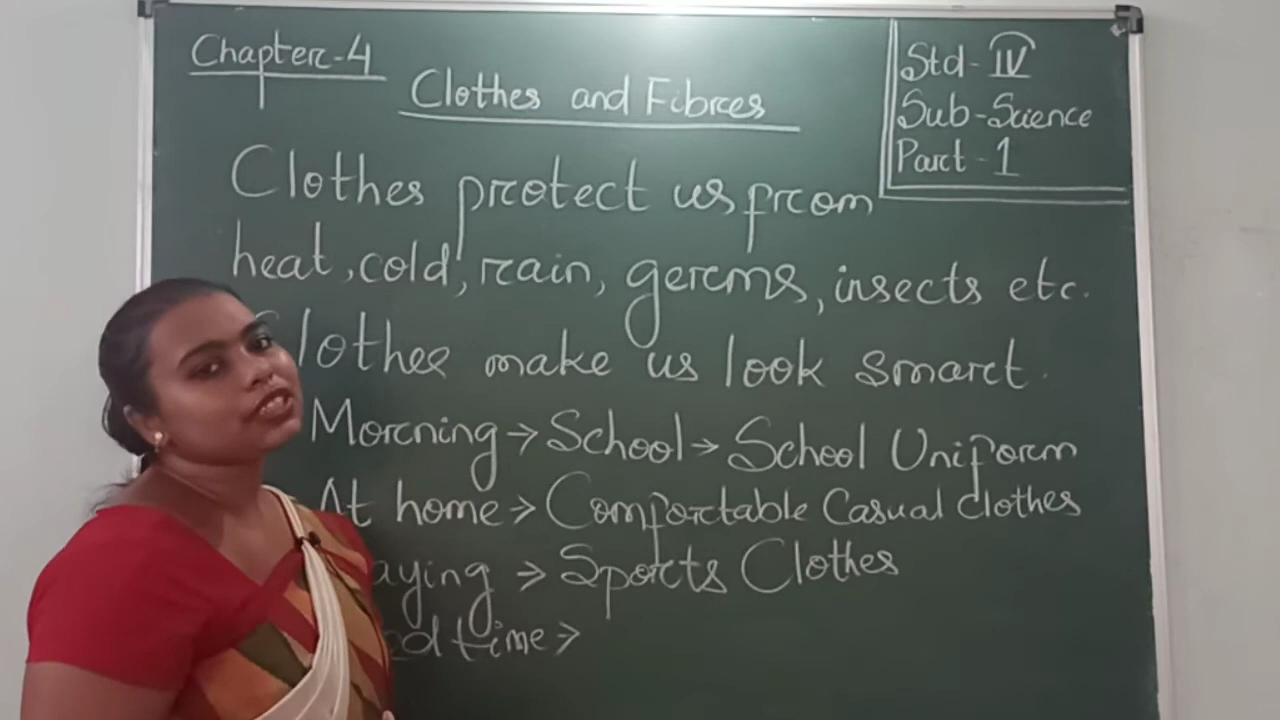 Chapter-4
Clothes and Fibres
Std-IV
Sub-Science
Part-1
Clothes protect us from
heat, cold, rain, germs, insects etc.
Clothes make us look smart.
Morning → School → School Uniform
At home → Comfortable Casual clothes
aying → Sports Clothes
ed time →